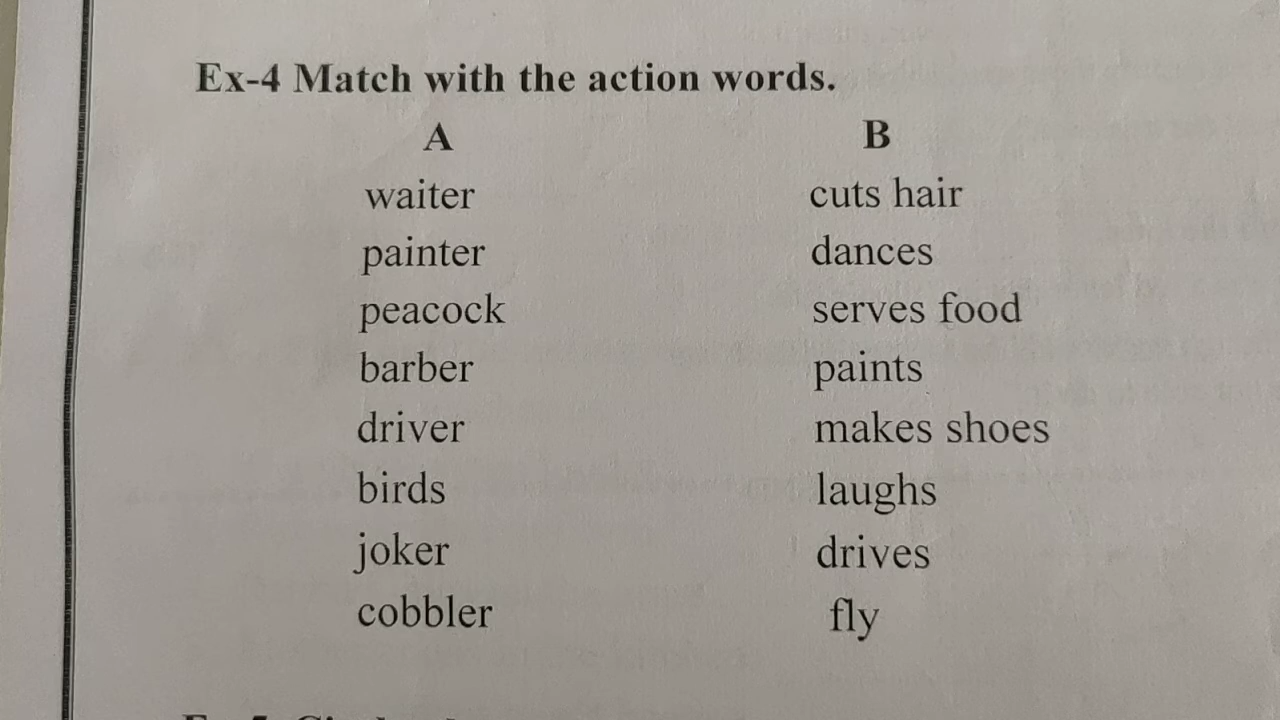 Ex-4 Match with the action words.
A B
waiter cuts hair
painter dances
peacock serves food
barber paints
driver makes shoes
birds laughs
joker drives
cobbler fly